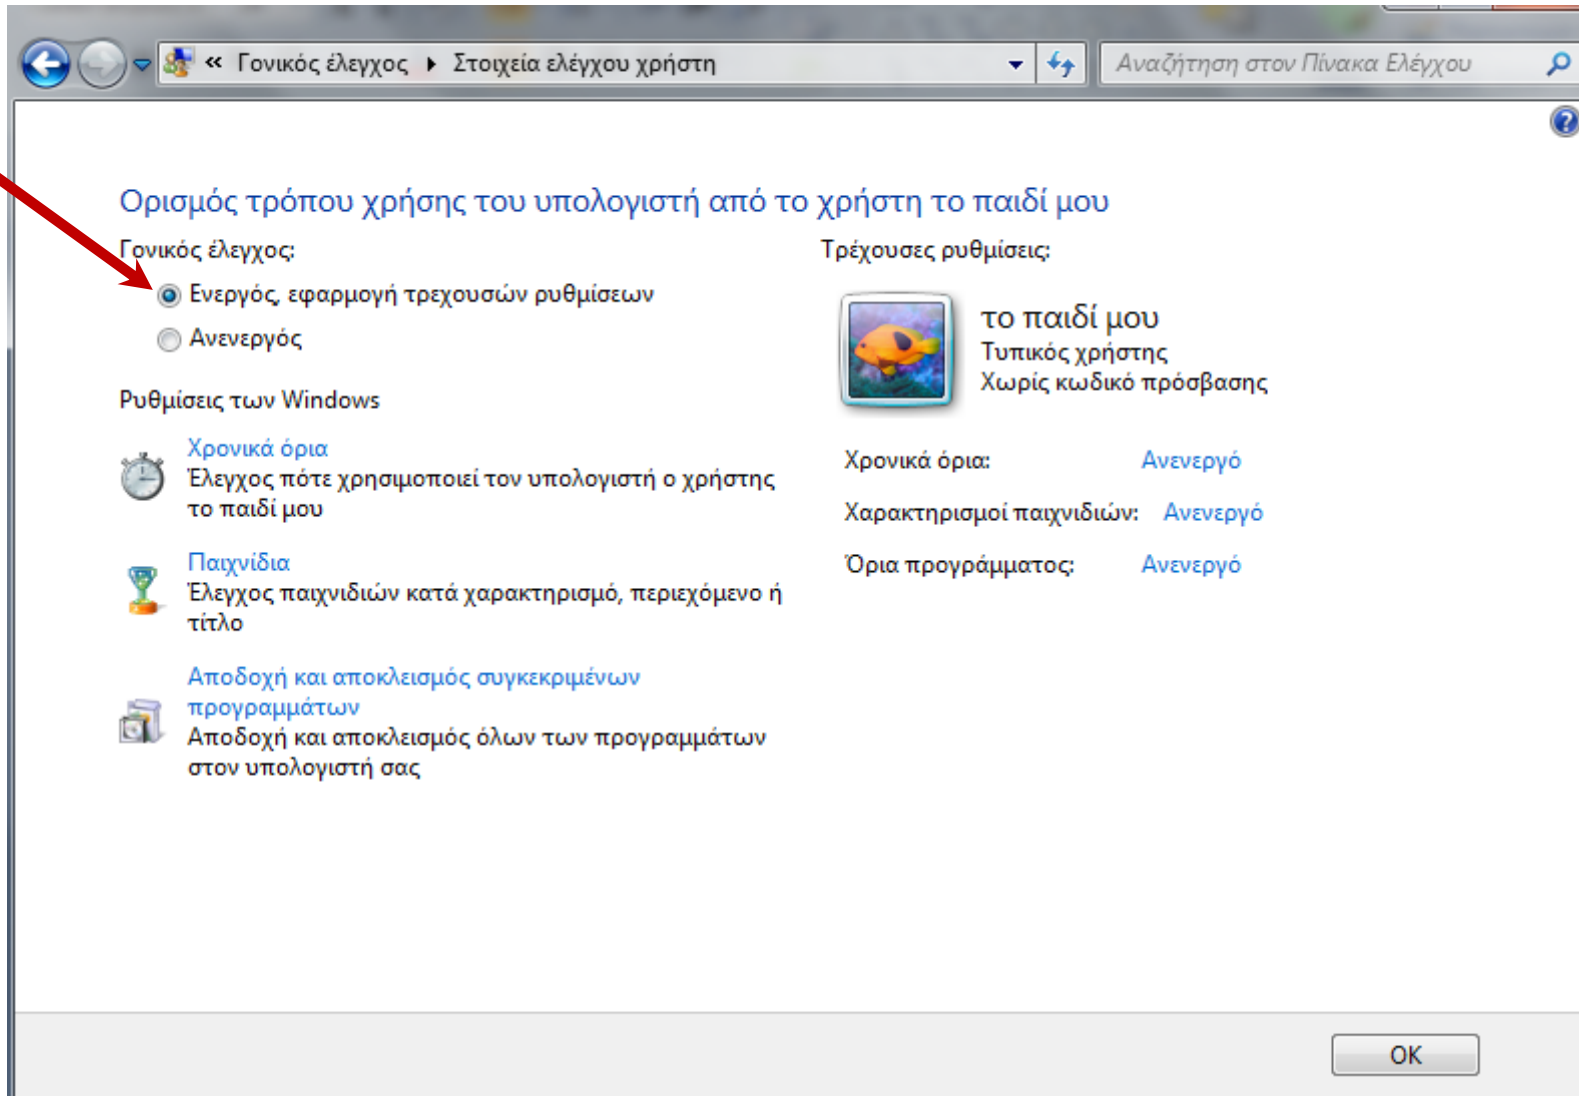 « Γονικός έλεγχος ▸ Στοιχεία ελέγχου χρήστη
Αναζήτηση στον Πίνακα Ελέγχου
Ορισμός τρόπου χρήσης του υπολογιστή από το χρήστη το παιδί μου
Γονικός έλεγχος:
Ενεργός, εφαρμογή τρεχουσών ρυθμίσεων
Ανενεργός
Ρυθμίσεις των Windows
Χρονικά όρια
Έλεγχος πότε χρησιμοποιεί τον υπολογιστή ο χρήστης
το παιδί μου
Παιχνίδια
Έλεγχος παιχνιδιών κατά χαρακτηρισμό, περιεχόμενο ή
τίτλο
Αποδοχή και αποκλεισμός συγκεκριμένων
προγραμμάτων
Αποδοχή και αποκλεισμός όλων των προγραμμάτων
στον υπολογιστή σας
Τρέχουσες ρυθμίσεις:
το παιδί μου
Τυπικός χρήστης
Χωρίς κωδικό πρόσβασης
Χρονικά όρια: Ανενεργό
Χαρακτηρισμοί παιχνιδιών: Ανενεργό
Όρια προγράμματος: Ανενεργό
OK